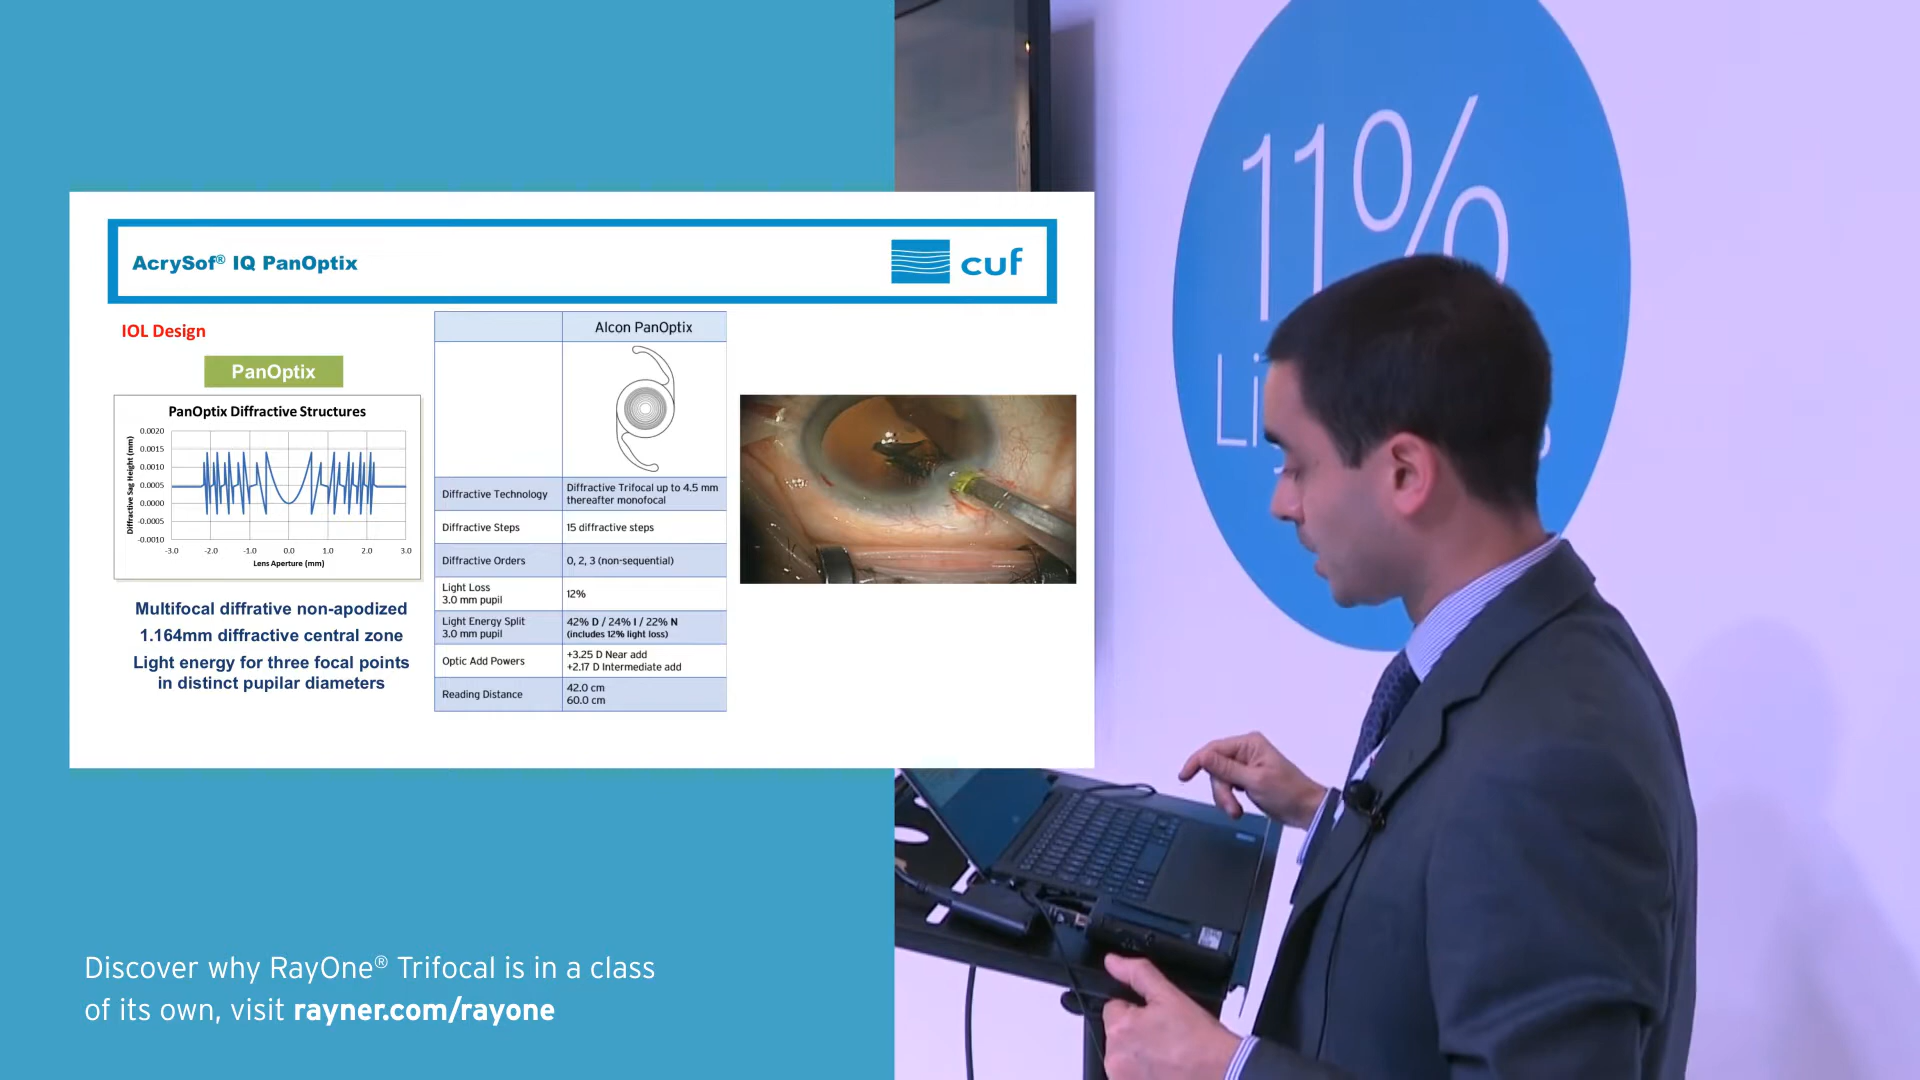 11%
Li
AcrySof® IQ PanOptix
cuf
IOL Design
PanOptix
PanOptix Diffractive Structures
Diffractive Sag Height (mm)
0.0020
0.0015
0.0010
0.0005
0.0000
-0.0005
-0.0010
-3.0 -2.0 -1.0 0.0 1.0 2.0 3.0
Lens Aperture (mm)
Multifocal diffrative non-apodized
1.164mm diffractive central zone
Light energy for three focal points
in distinct pupilar diameters
Alcon PanOptix
Diffractive Technology
Diffractive Trifocal up to 4.5 mm
thereafter monofocal
Diffractive Steps
15 diffractive steps
Diffractive Orders
0, 2, 3 (non-sequential)
Light Loss
3.0 mm pupil
12%
Light Energy Split
3.0 mm pupil
42% D / 24% I / 22% N
(includes 12% light loss)
Optic Add Powers
+3.25 D Near add
+2.17 D Intermediate add
Reading Distance
42.0 cm
60.0 cm
Discover why RayOne® Trifocal is in a class
of its own, visit rayner.com/rayone